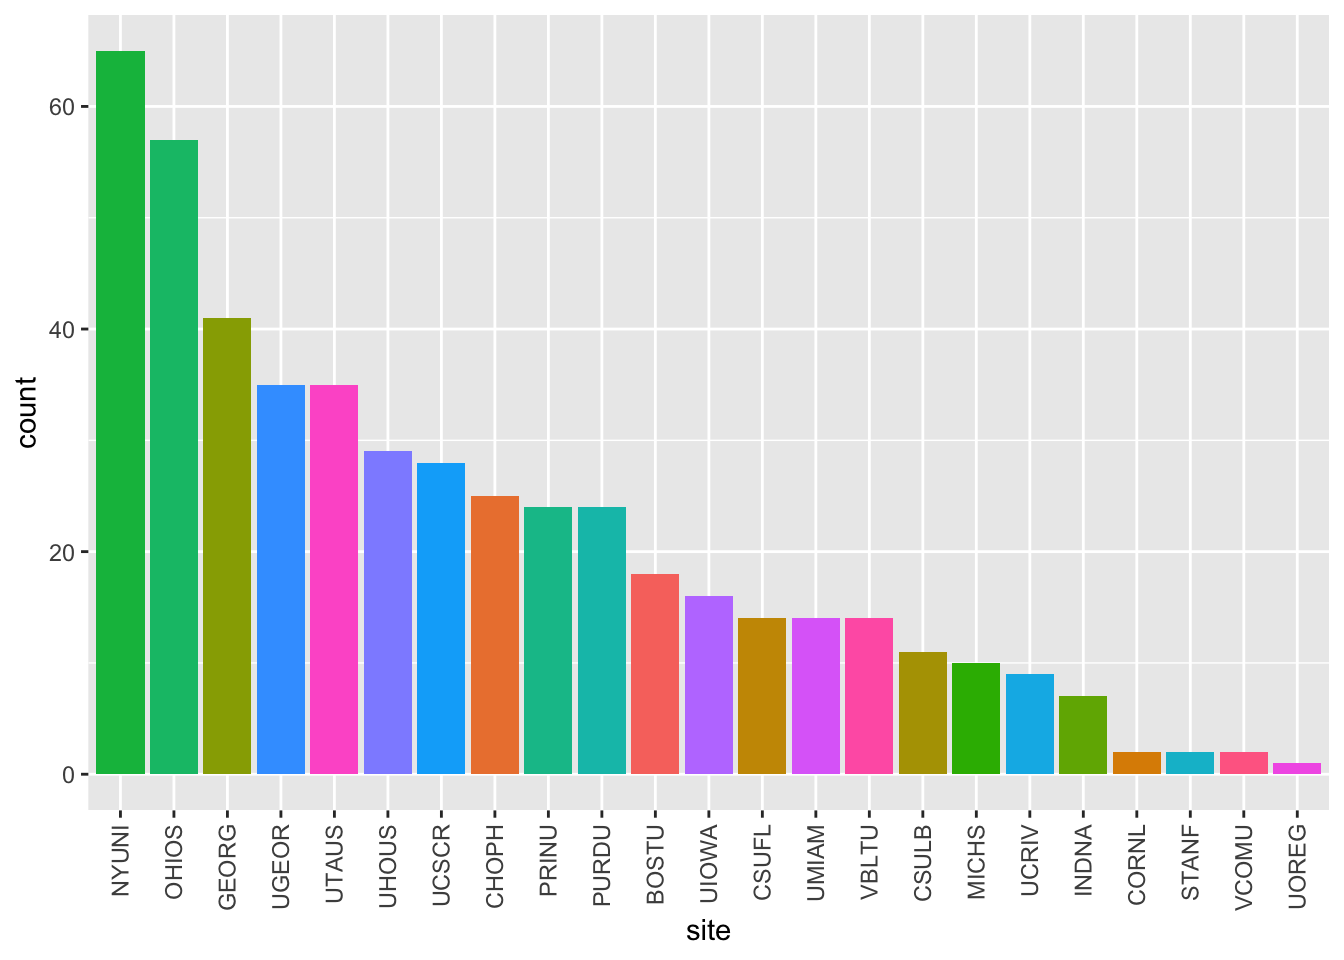 60
40
20
0
count
NYUNI
OHIOS
GEORG
UGEOR
UTAUS
UHOUS
UCSCR
CHOPH
PRINU
PURDU
BOSTU
UIOWA
CSUFL
UMIAM
VBLTU
CSULB
MICHS
UCRIV
INDNA
CORNL
STANF
VCOMU
UOREG
site